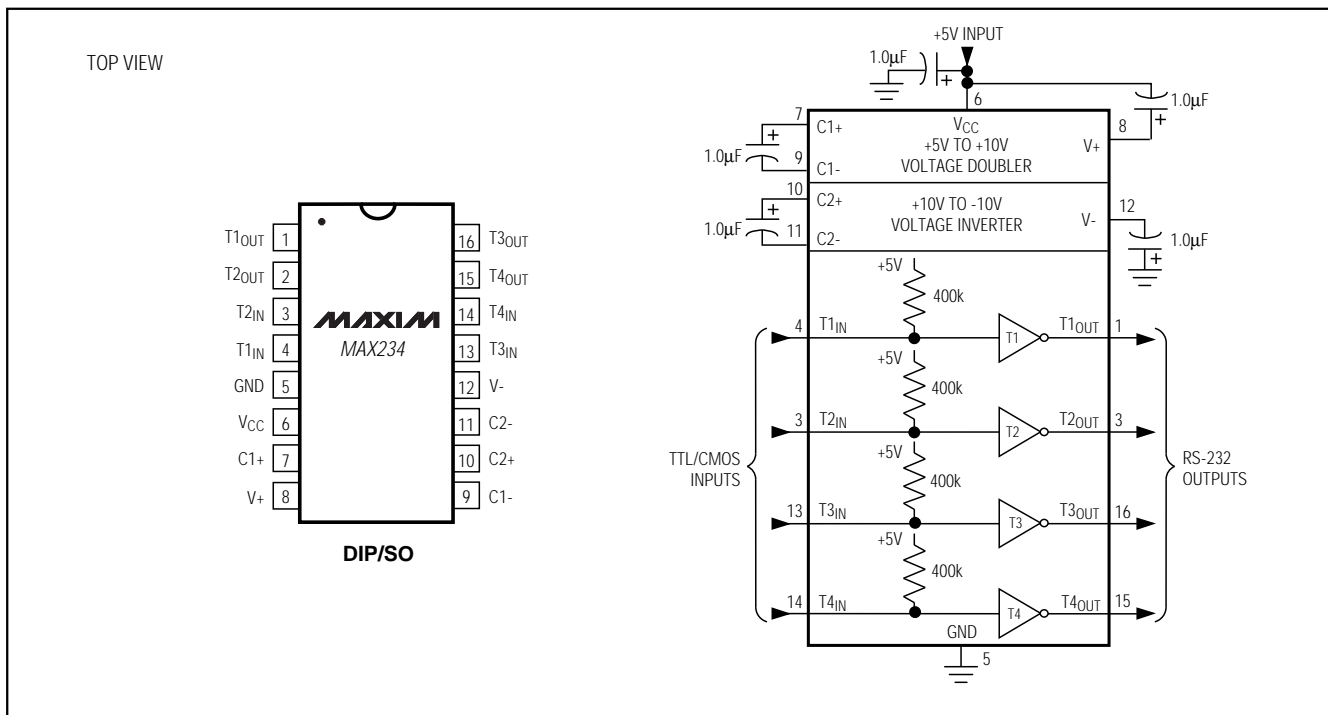 TOP VIEW
T1OUT 1
T2OUT 2
T2IN 3
T1IN 4
GND 5
VCC 6
C1+ 7
V+ 8
16 T3OUT
15 T4OUT
14 T4IN
13 T3IN
12 V-
11 C2-
10 C2+
9 C1-
MAXIM
MAX234
DIP/SO
+5V INPUT
1.0μF
+
6
1.0μF
+
7
C1+
VCC
8
V+
1.0μF
+
9
C1-
+5V TO +10V
VOLTAGE DOUBLER
10
C2+
+10V TO -10V
VOLTAGE INVERTER
V-
12
1.0μF
+
11
C2-
1.0μF
+
+5V
400k
4 T1IN T1 T1OUT 1
+5V
400k
3 T2IN T2 T2OUT 3
+5V
400k
13 T3IN T3 T3OUT 16
+5V
400k
14 T4IN T4 T4OUT 15
TTL/CMOS
INPUTS
RS-232
OUTPUTS
GND
5